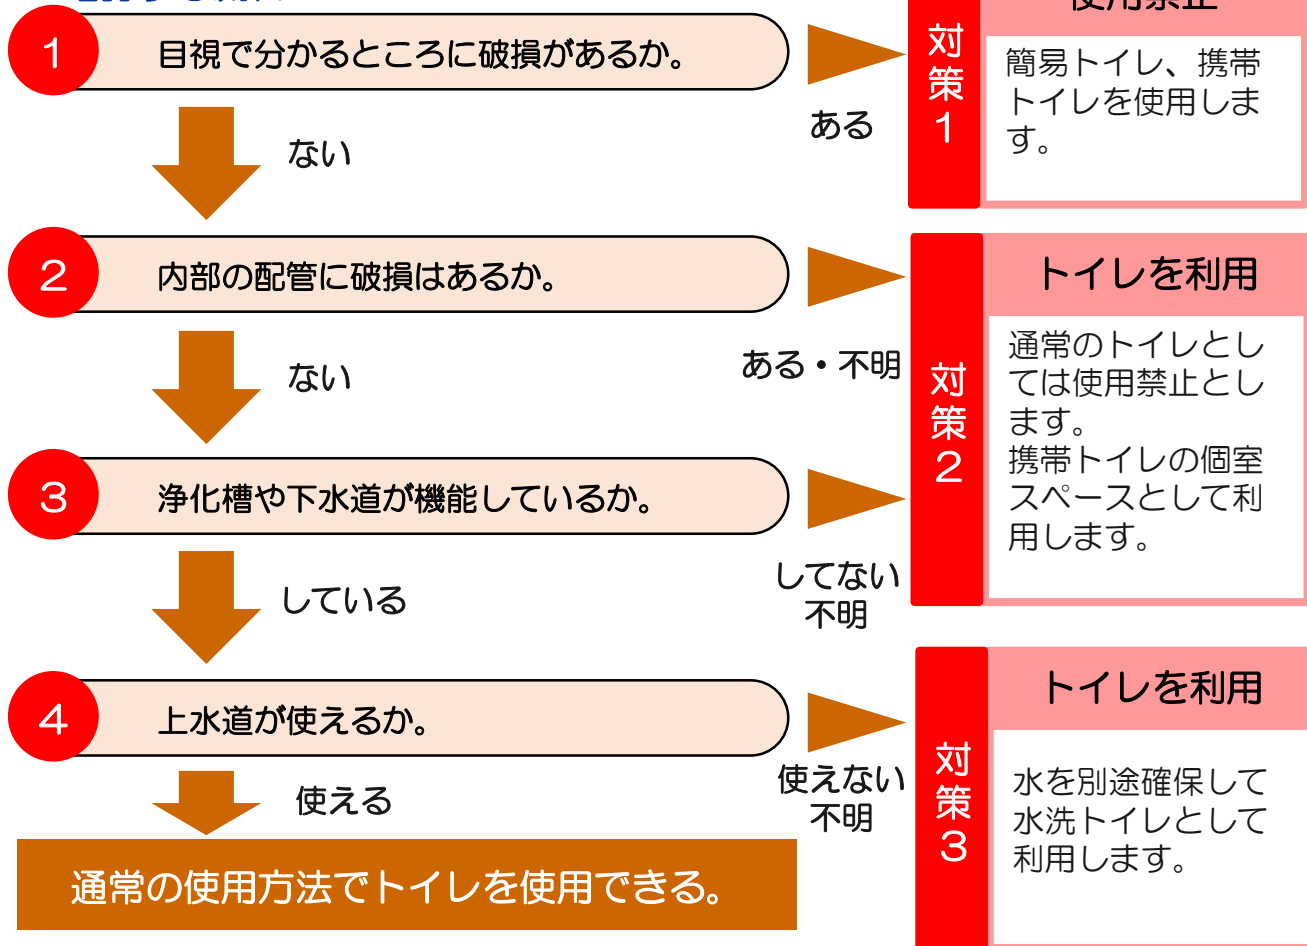 1
目視で分かるところに破損があるか。
ある
ない
対策1
使用禁止
簡易トイレ、携帯
トイレを使用しま
す。
2
内部の配管に破損はあるか。
ある・不明
ない
3
浄化槽や下水道が機能しているか。
してない
不明
している
対策2
トイレを利用
通常のトイレとし
ては使用禁止とし
ます。
携帯トイレの個室
スペースとして利
用します。
4
上水道が使えるか。
使えない
不明
使える
対策3
トイレを利用
水を別途確保して
水洗トイレとして
利用します。
通常の使用方法でトイレを使用できる。